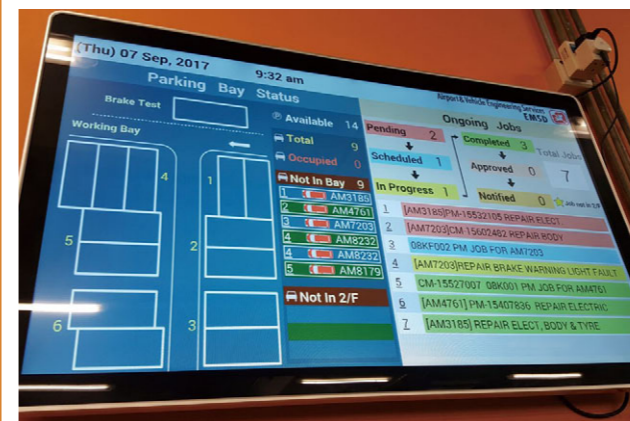 (Thu) 07 Sep, 2017 9:32 am
Airport & Vehicle Engineering Services
EMSD
Parking Bay Status
Brake Test
Working Bay
4
1
5
2
6
3
Available 14
Total 9
Occupied 0
Not In Bay 9
1 AM3185
2 AM4761
3 AM7203
4 AM8232
4 AM8232
5 AM8179
Not In 2/F
Ongoing Jobs
Pending 2
Scheduled 1
In Progress 1
Completed 3
Approved 0
Notified 0
Total Jobs
7
Job not in 2/F
1 [AM3185]PM-15532105 REPAIR ELECT
2 [AM7203]CM-15602482 REPAIR BODY
3 08KF002 PM JOB FOR AM7203
4 [AM7203]REPAIR BRAKE WARNING LIGHT FAULT
5 CM-15527007 08K001 PM JOB FOR AM4761
6 [AM4761] PM-15407836 REPAIR ELECTRIC
7 [AM3185] REPAIR ELECT, BODY & TYRE